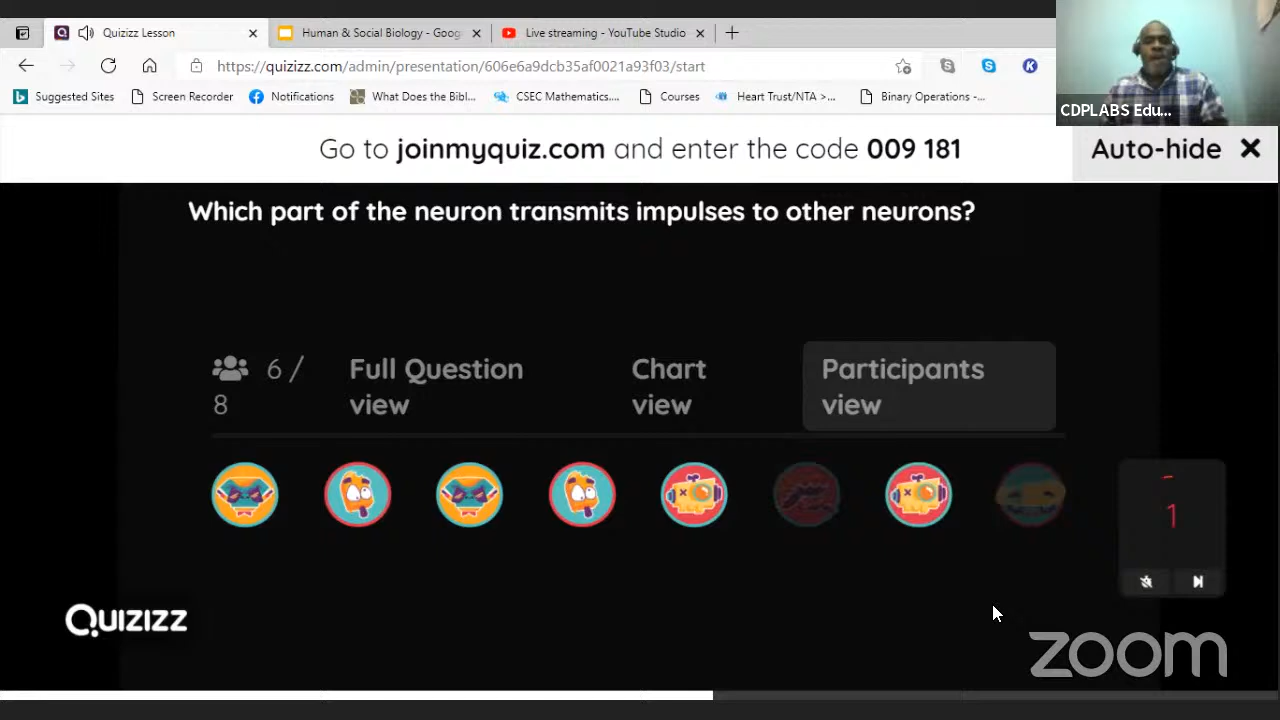 Quizizz Lesson
Human & Social Biology - Goog
Live streaming - YouTube Studio
https://quizizz.com/admin/presentation/606e6a9dcb35af0021a93f03/start
Suggested Sites
Screen Recorder
Notifications
What Does the Bibl...
CSEC Mathematics....
Courses
Heart Trust/NTA >...
Binary Operations -...
CDPLABS Edu...
Go to joinmyquiz.com and enter the code 009 181
Auto-hide
Which part of the neuron transmits impulses to other neurons?
6 /
8
Full Question
view
Chart
view
Participants
view
1
Quizizz
zoom